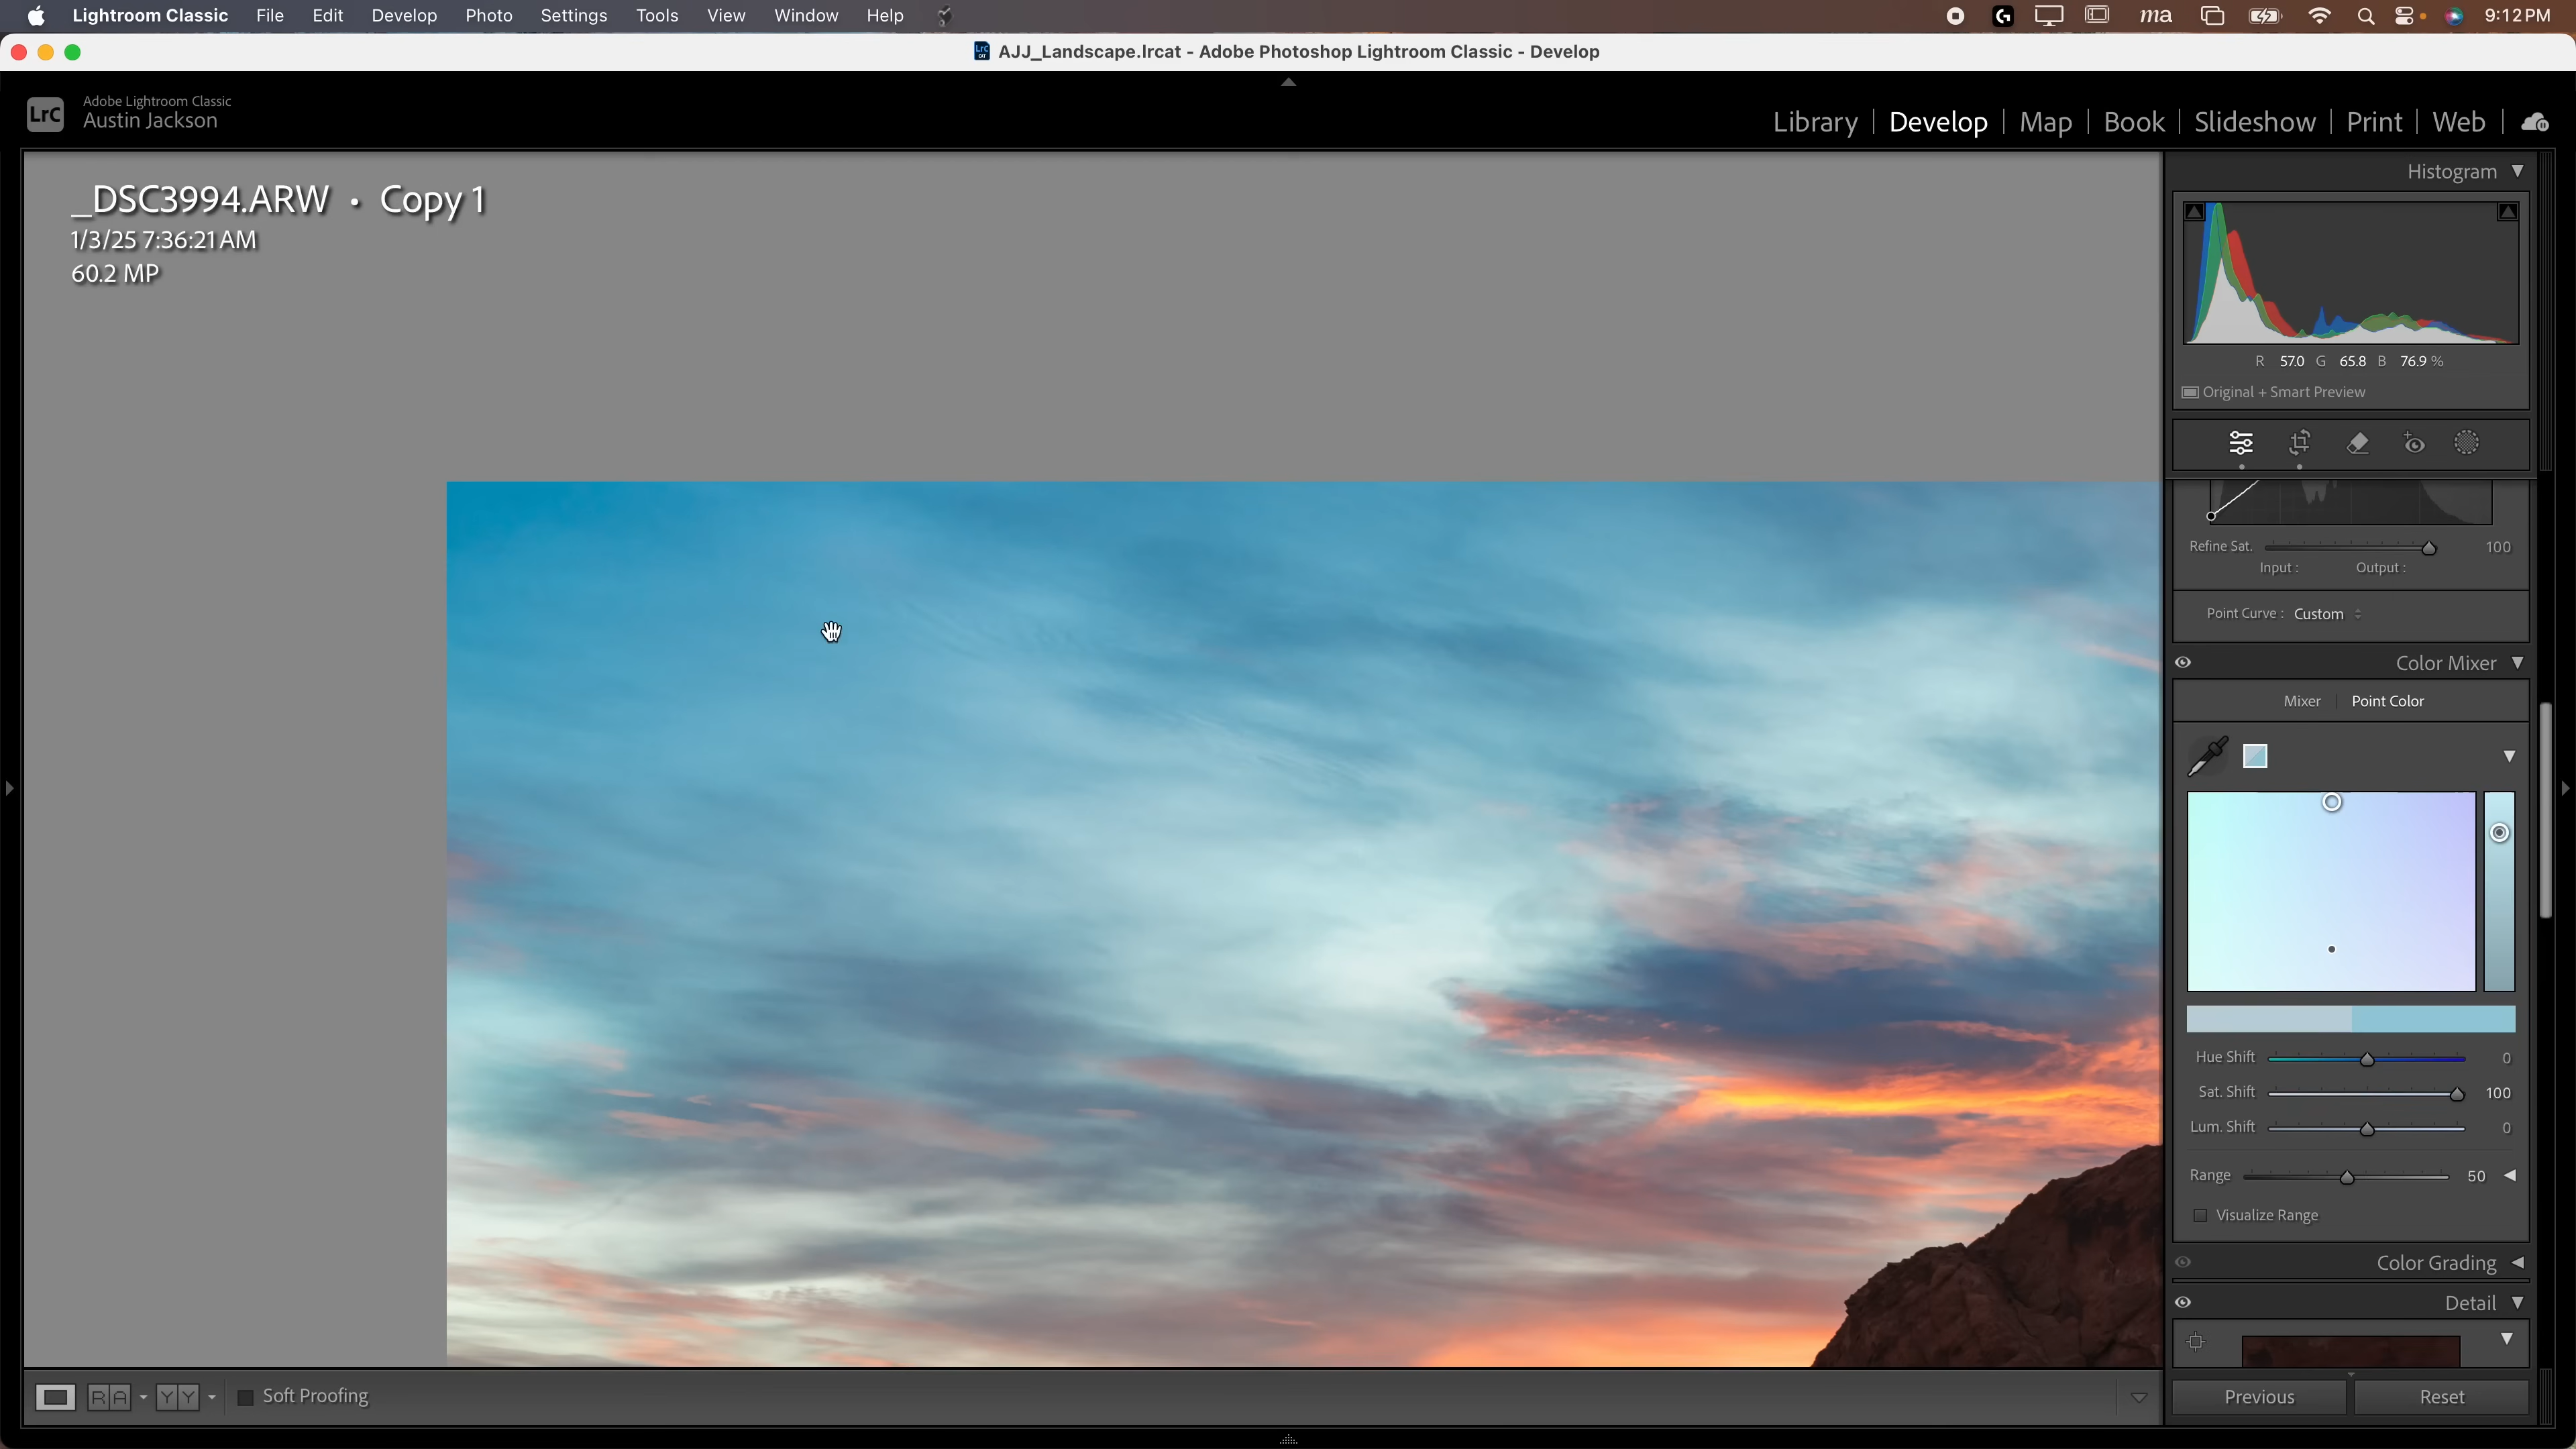 Lightroom Classic File Edit Develop Photo Settings Tools View Window Help ma 9:12 PM
LrC CAT AJJ_Landscape.lrcat - Adobe Photoshop Lightroom Classic - Develop
LrC Adobe Lightroom Classic
Austin Jackson
Library Develop Map Book Slideshow Print Web
_DSC3994.ARW • Copy 1
1/3/25 7:36:21 AM
60.2 MP
Histogram
R 57.0 G 65.8 B 76.9 %
Original + Smart Preview
Refine Sat. 100
Input : Output :
Point Curve : Custom
Color Mixer
Mixer Point Color
Hue Shift 0
Sat. Shift 100
Lum. Shift 0
Range 50
Visualize Range
Color Grading
Detail
R A Y Y Soft Proofing
Previous Reset